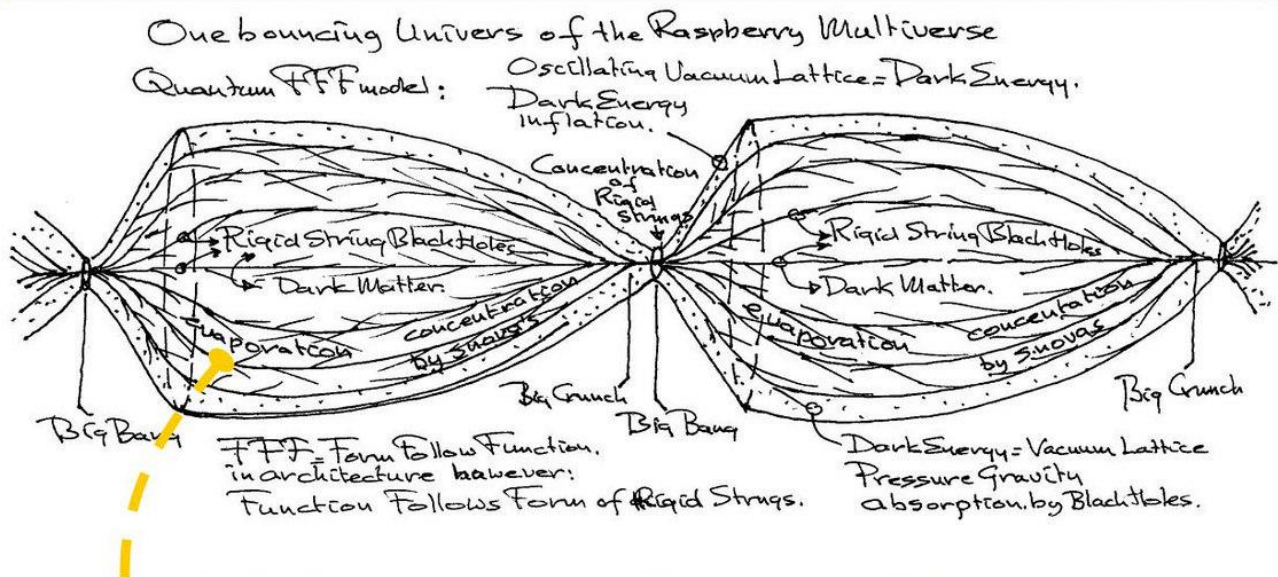 One bouncing Univers of the Raspberry Multiverse
Quantum FFF model:
Oscillating Vacuum Lattice = Dark Energy.
Dark Energy
inflation.
Concentration
of
Rigid
strings
Rigid String Black Holes
Dark Matter.
evaporation
concentration
by snova's
Big Bang
Big Crunch
Big Bang
Rigid String Black Holes
Dark Matter.
evaporation
concentation
by snovas
Big Crunch
FFF = Form Follow Function.
in architecture however:
Function Follows Form of Rigid Strngs.
Dark Energy = Vacuum Lattice
Pressure Gravity
absorption. by Black Holes.